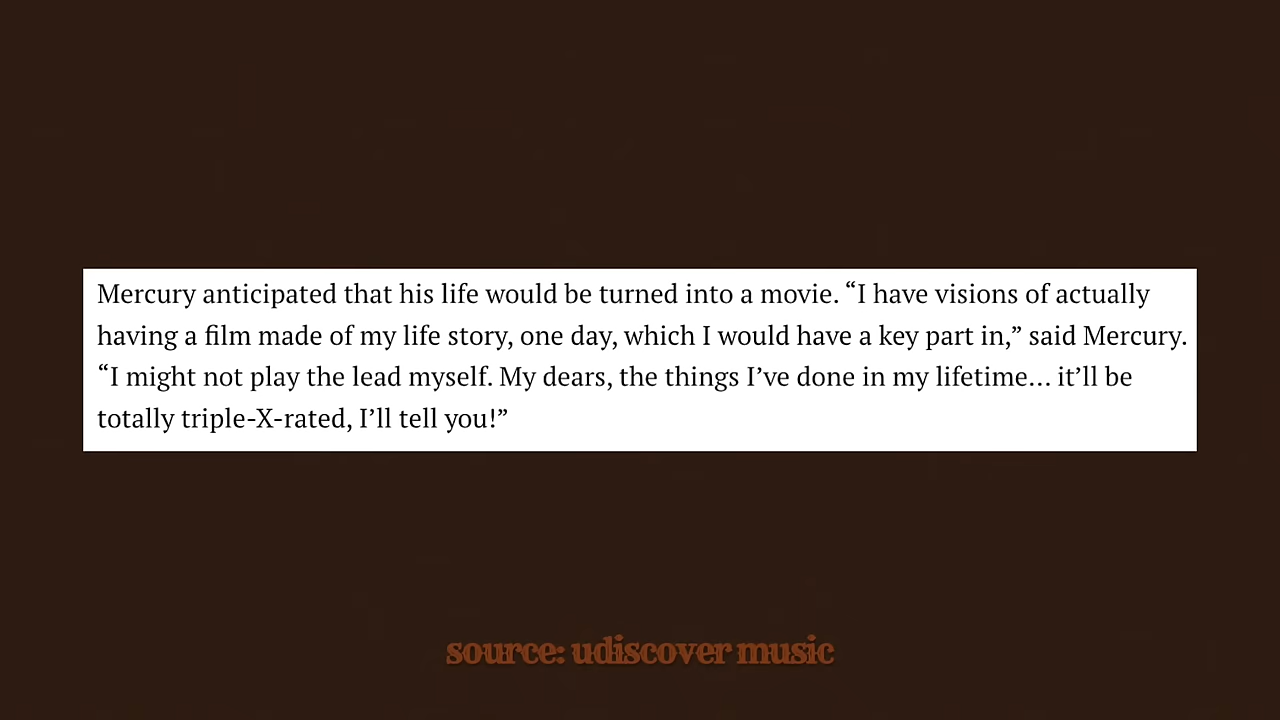 Mercury anticipated that his life would be turned into a movie. “I have visions of actually
having a film made of my life story, one day, which I would have a key part in,” said Mercury.
“I might not play the lead myself. My dears, the things I’ve done in my lifetime… it’ll be
totally triple-X-rated, I’ll tell you!”
source: udiscover music